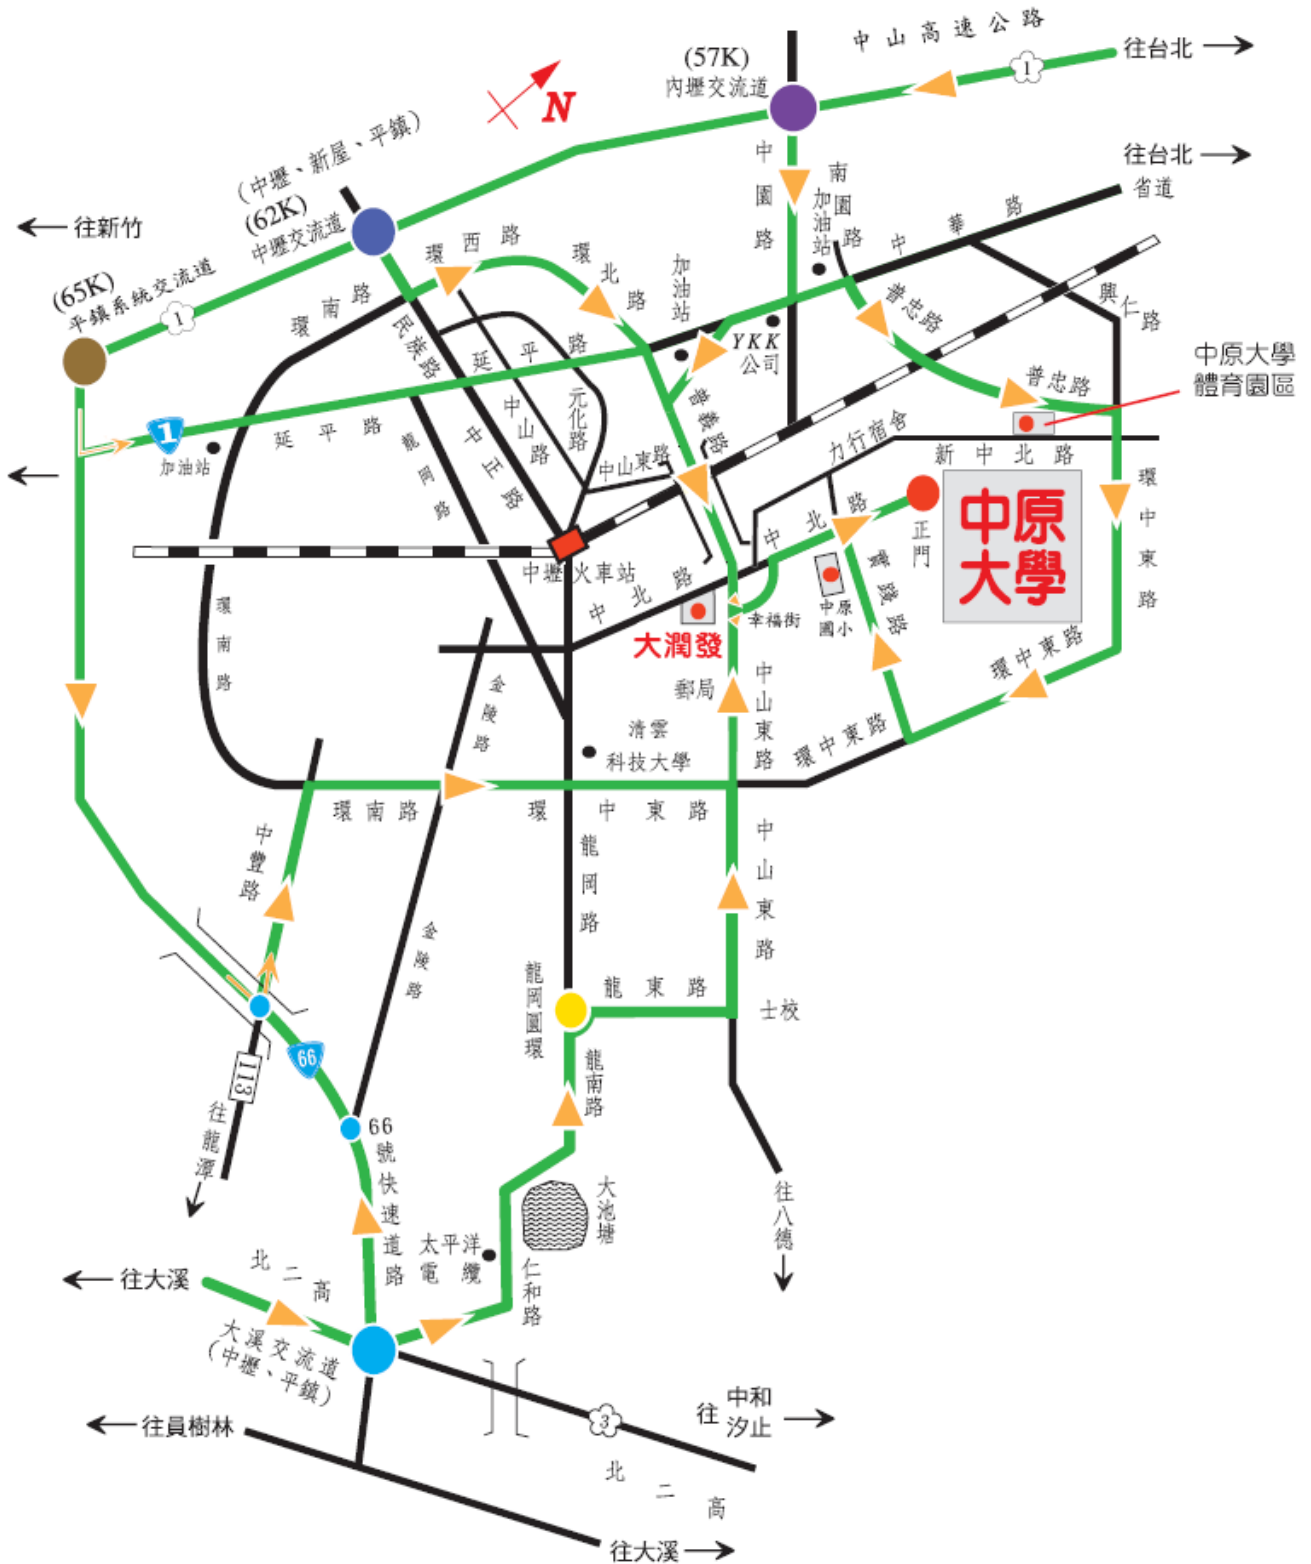 中山高速公路
往台北
1
(57K)
內壢交流道
N
往台北
省道
(中壢、新屋、平鎮)
(62K)
中壢交流道
往新竹
(65K)
平鎮系統交流道
1
中園路
南園路
加油站
中華路
環西路
環北路
加油站
環南路
民族路
延平路
YKK
公司
普忠路
興仁路
中原大學
體育園區
普忠路
1
加油站
延平路
龍岡路
中正路
中山路
元化路
中山東路
普義路
力行宿舍
新中北路
中原
大學
正門
環中東路
中壢火車站
中北路
中北路
大潤發
幸福街
中原
國小
實踐路
環中東路
環南路
金陵路
郵局
中山東路
清雲
科技大學
環中東路
環南路
環中東路
中豐路
龍岡路
中山東路
金陵路
龍岡圓環
龍東路
士校
66
113
往龍潭
66
號快速道路
龍南路
大池塘
往八德
太平洋
電纜
仁和路
往大溪
北二高
大溪交流道
(中壢、平鎮)
往員樹林
3
往
中和
汐止
北二高
往大溪